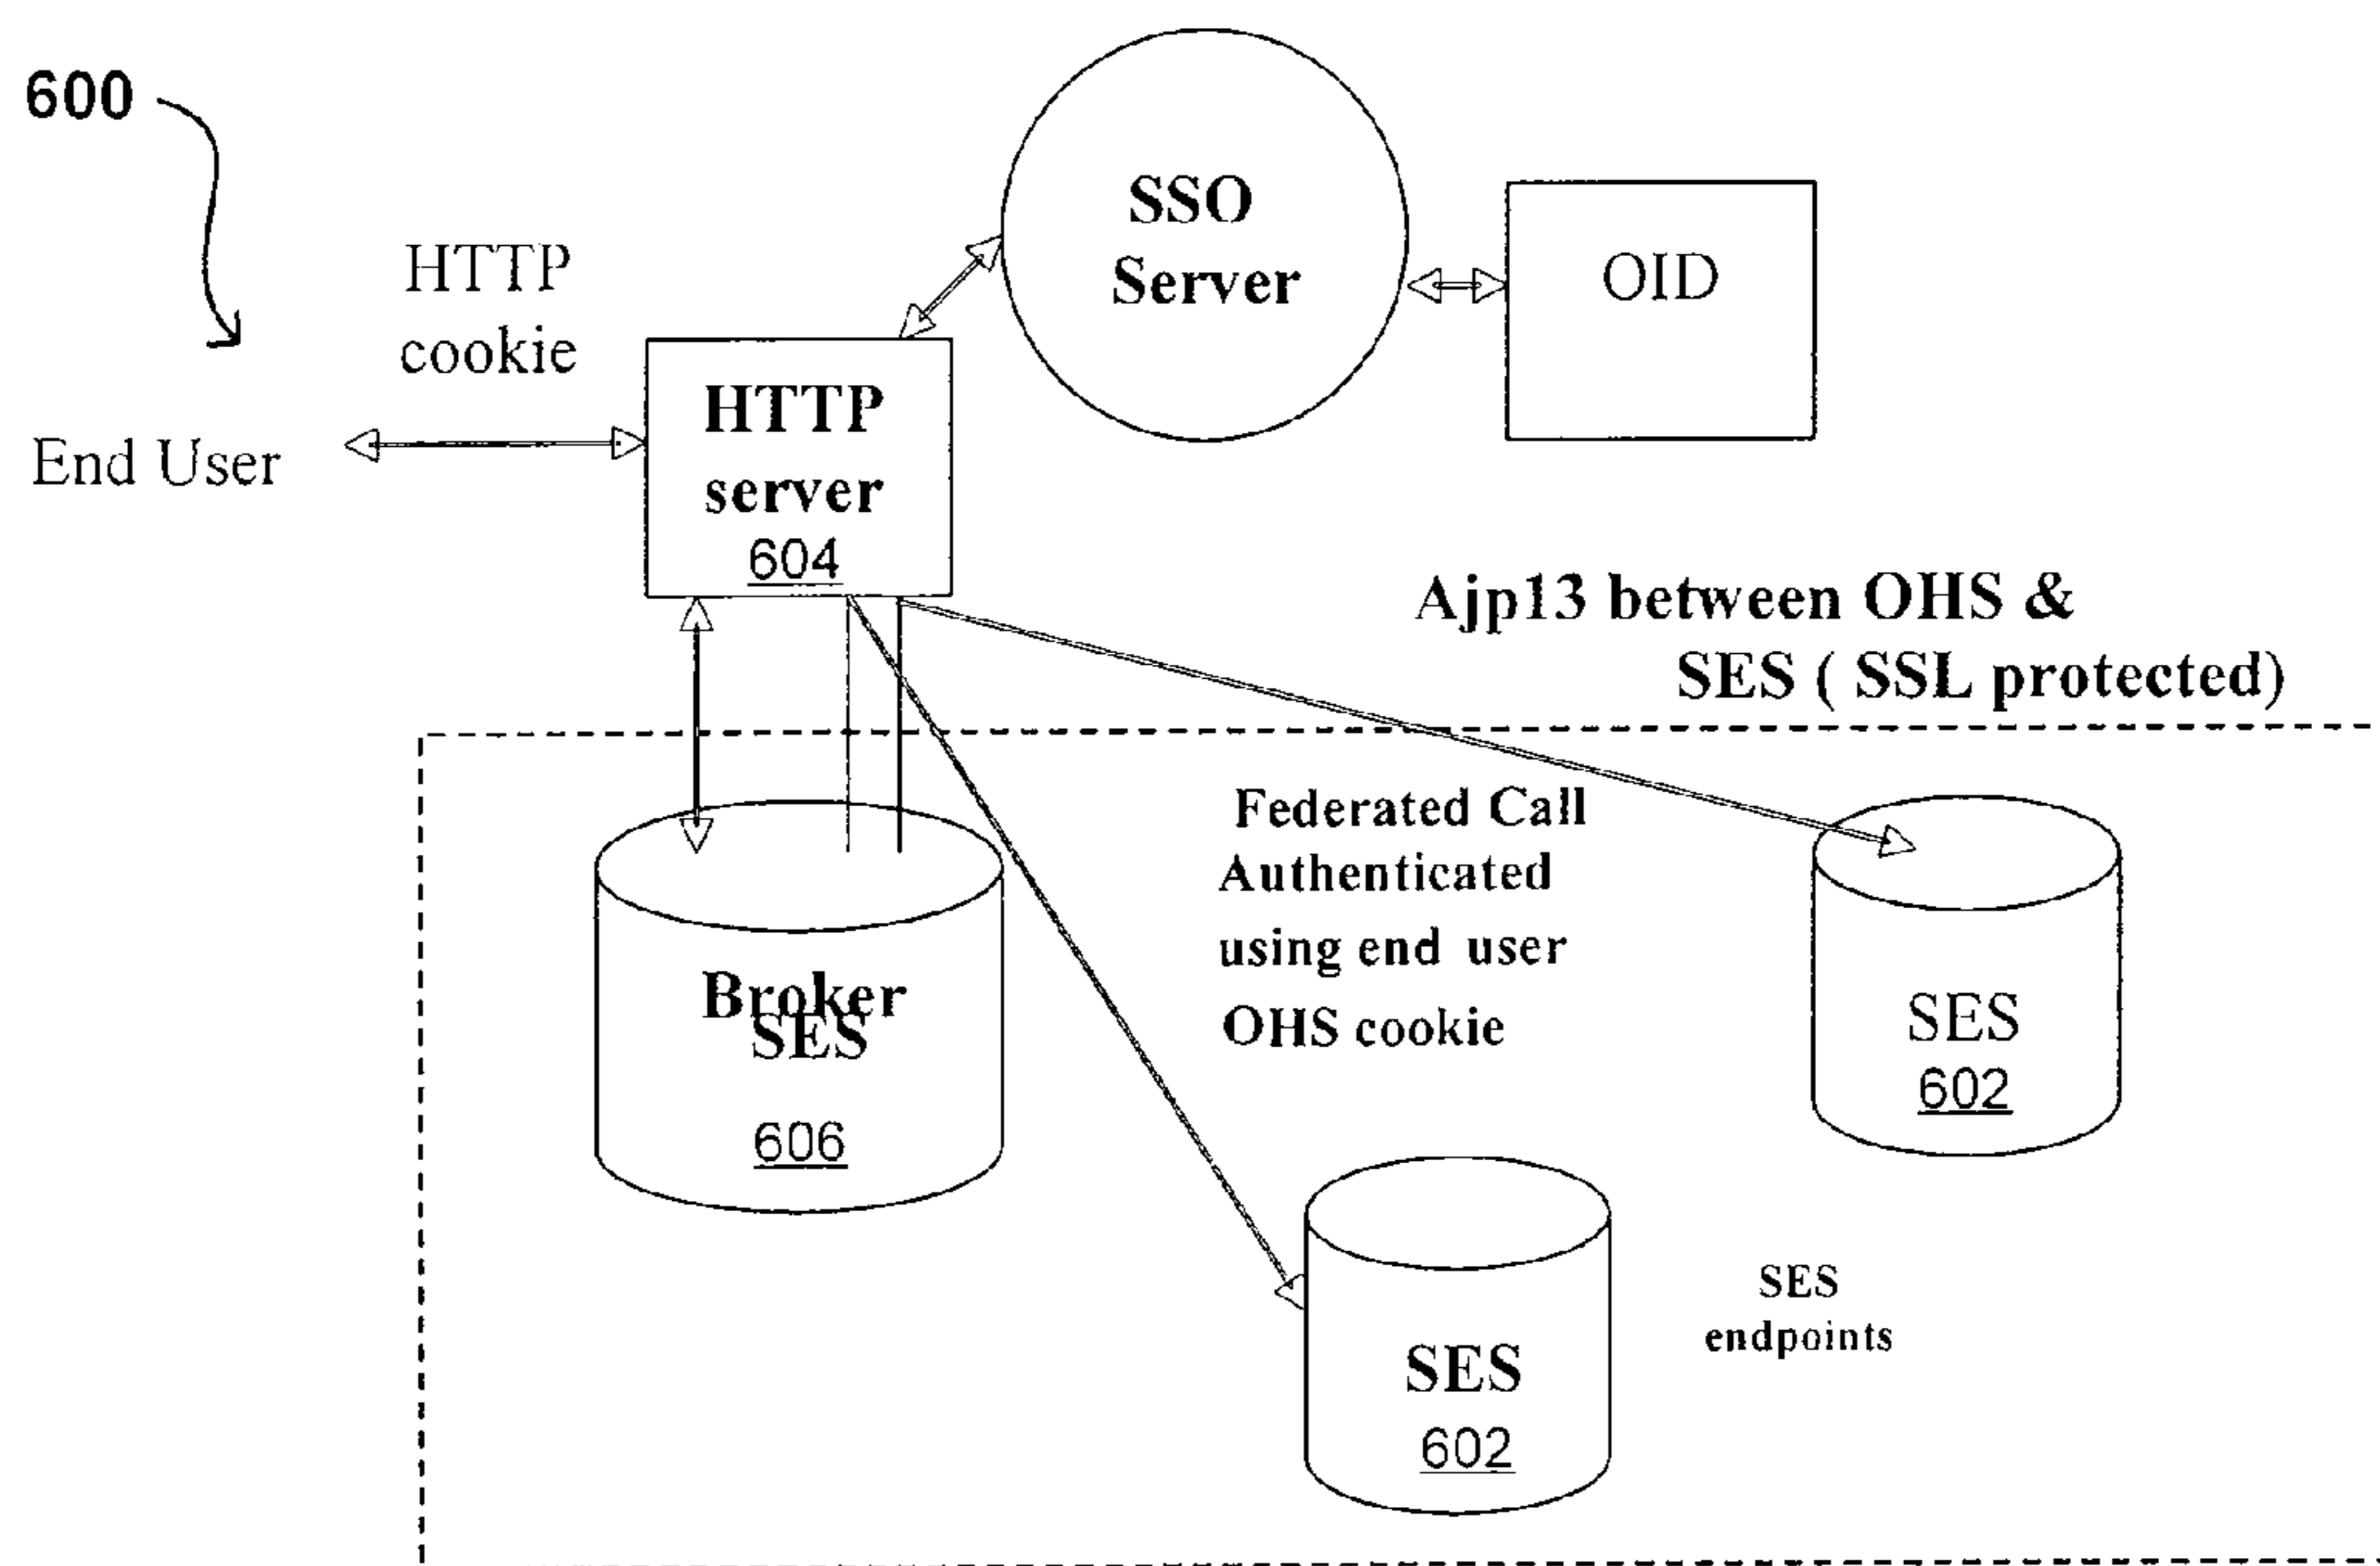 600
SSO
Server
OID
HTTP
cookie
End User
HTTP
server
604
Ajp13 between OHS &
SES ( SSL protected)
Federated Call
Authenticated
using end user
OHS cookie
Broker
SES
606
SES
602
SES
602
SES
endpoints